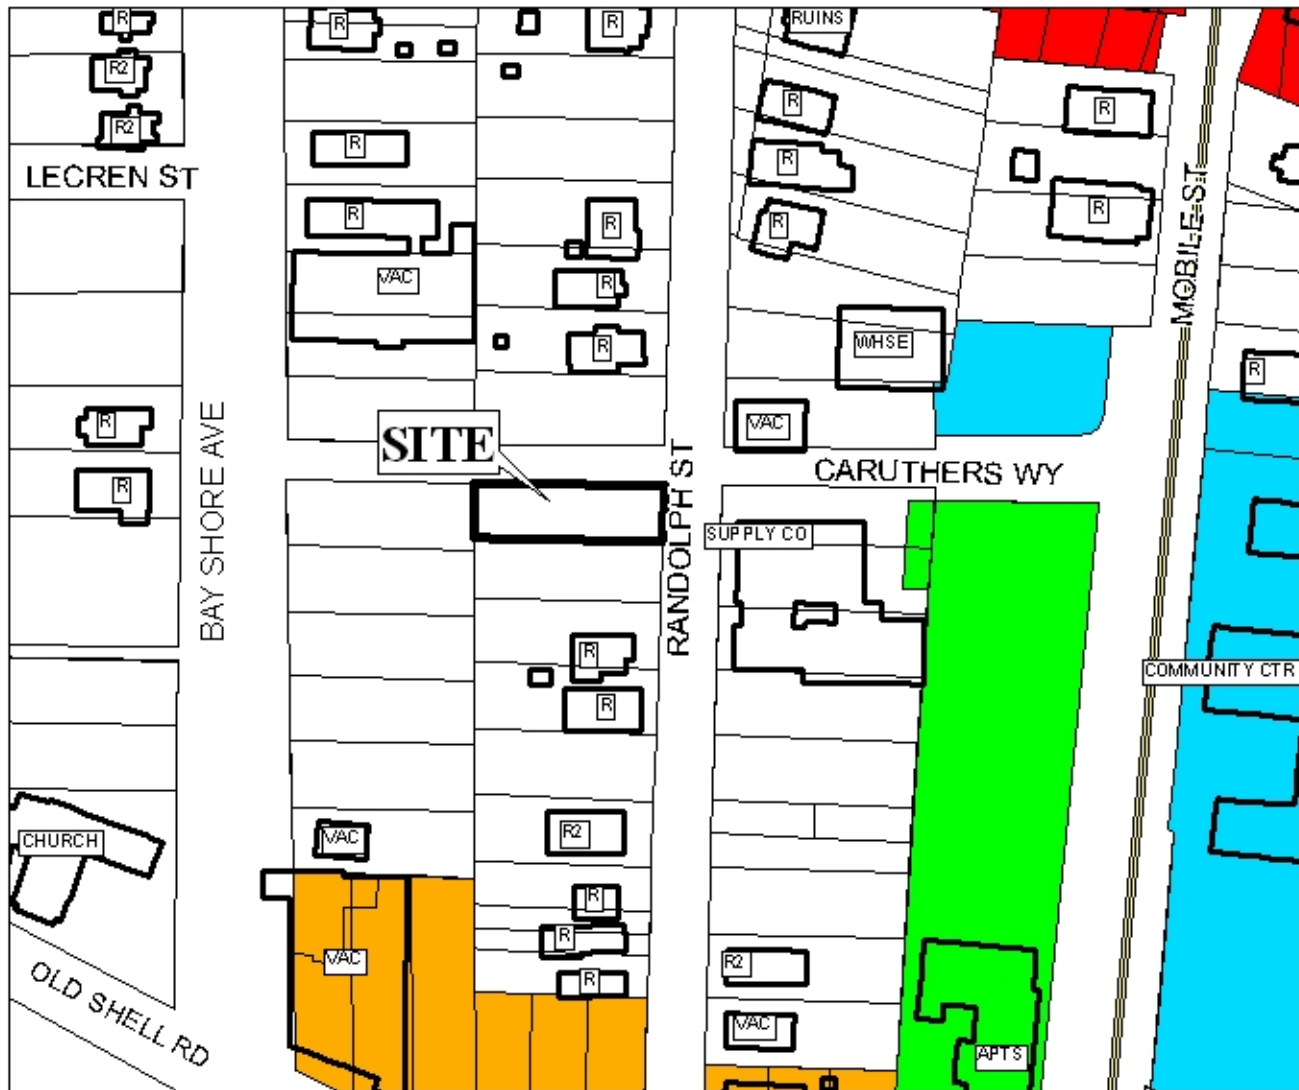 R
R
R
RUINS
R2
R
R
R2
R
R
LECREN ST
R
R
R
R
R
MOBILE ST
VAC
R
R
WHSE
R
R
VAC
BAY SHORE AVE
SITE
RANDOLPH ST
CARUTHERS WY
R
SUPPLY CO
R
COMMUNITY CTR
R
R2
VAC
CHURCH
R
R
VAC
R2
R
OLD SHELL RD
VAC
APTS